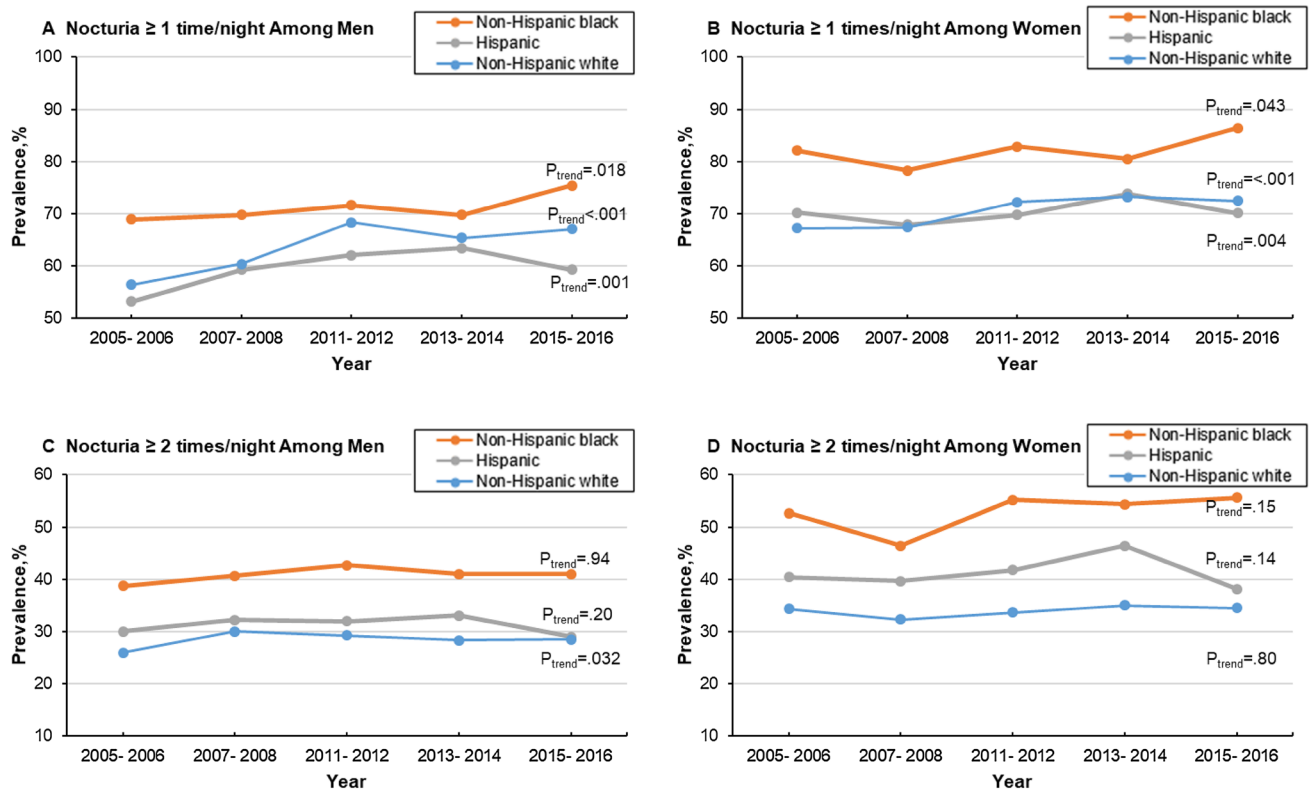 A Nocturia ≥ 1 time/night Among Men
Non-Hispanic black
Hispanic
Non-Hispanic white
Prevalence,%
100
90
80
70
60
50
Ptrend=.018
Ptrend<.001
Ptrend=.001
2005- 2006 2007- 2008 2011- 2012 2013- 2014 2015- 2016
Year
B Nocturia ≥ 1 times/night Among Women
Non-Hispanic black
Hispanic
Non-Hispanic white
Prevalence,%
100
90
80
70
60
50
Ptrend=.043
Ptrend=<.001
Ptrend=.004
2005- 2006 2007- 2008 2011- 2012 2013- 2014 2015- 2016
Year
C Nocturia ≥ 2 times/night Among Men
Non-Hispanic black
Hispanic
Non-Hispanic white
Prevalence,%
60
50
40
30
20
10
Ptrend=.94
Ptrend=.20
Ptrend=.032
2005- 2006 2007- 2008 2011- 2012 2013- 2014 2015- 2016
Year
D Nocturia ≥ 2 times/night Among Women
Non-Hispanic black
Hispanic
Non-Hispanic white
Prevalence,%
60
50
40
30
20
10
Ptrend=.15
Ptrend=.14
Ptrend=.80
2005- 2006 2007- 2008 2011- 2012 2013- 2014 2015- 2016
Year